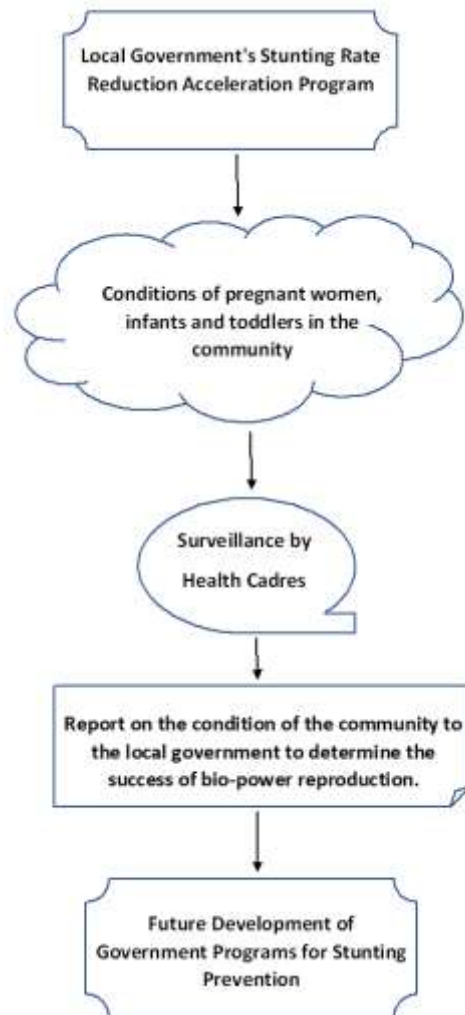 Local Government's Stunting Rate
Reduction Acceleration Program
Conditions of pregnant women,
infants and toddlers in the
community
Surveillance by
Health Cadres
Report on the condition of the community to
the local government to determine the
success of bio-power reproduction.
Future Development of
Government Programs for Stunting
Prevention